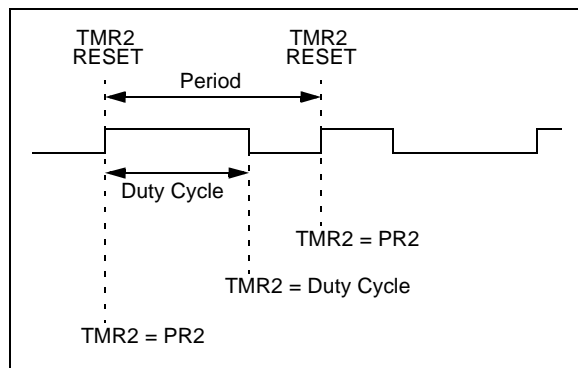 TMR2
RESET
TMR2
RESET
Period
Duty Cycle
TMR2 = PR2
TMR2 = Duty Cycle
TMR2 = PR2